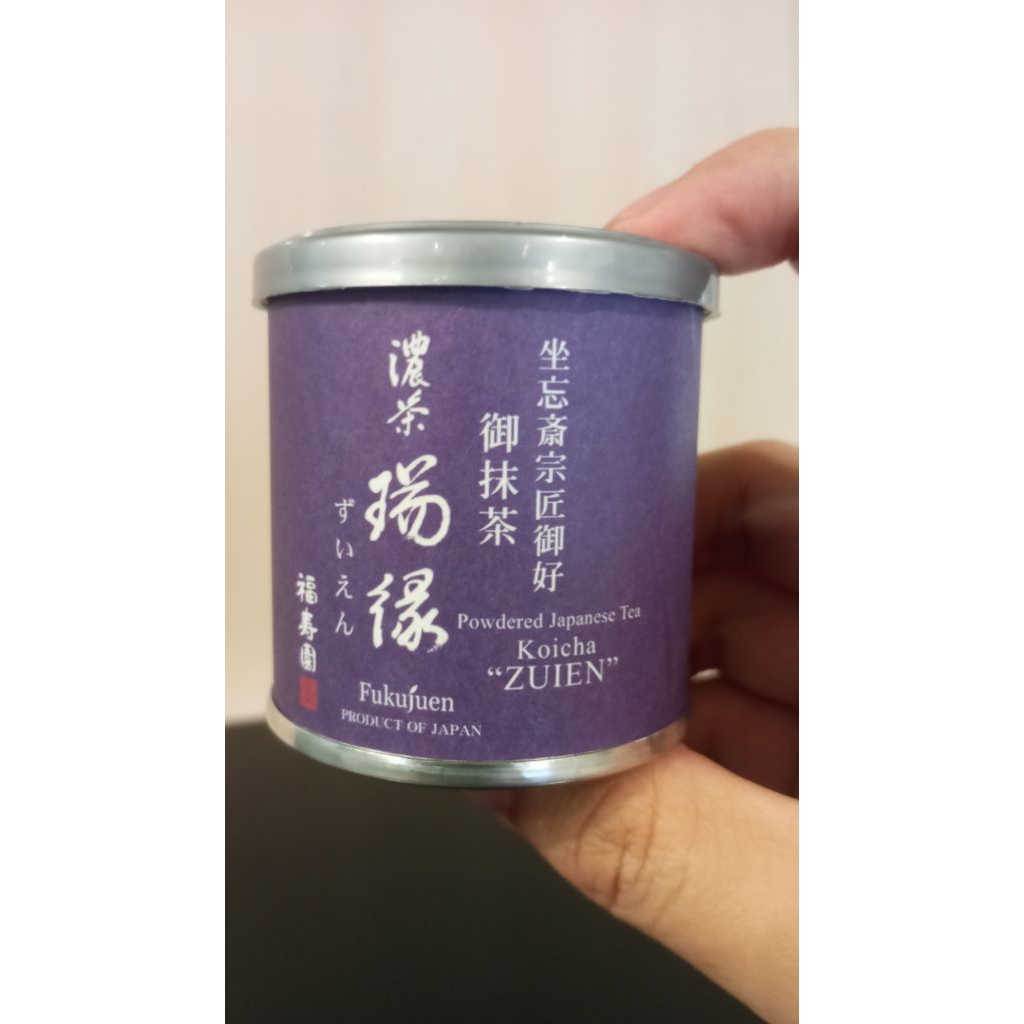 坐忘斎宗匠御好
御抹茶
濃茶
瑞縁
ずいえん
福寿園
Powdered Japanese Tea
Koicha
“ZUIEN”
Fukujuen
PRODUCT OF JAPAN